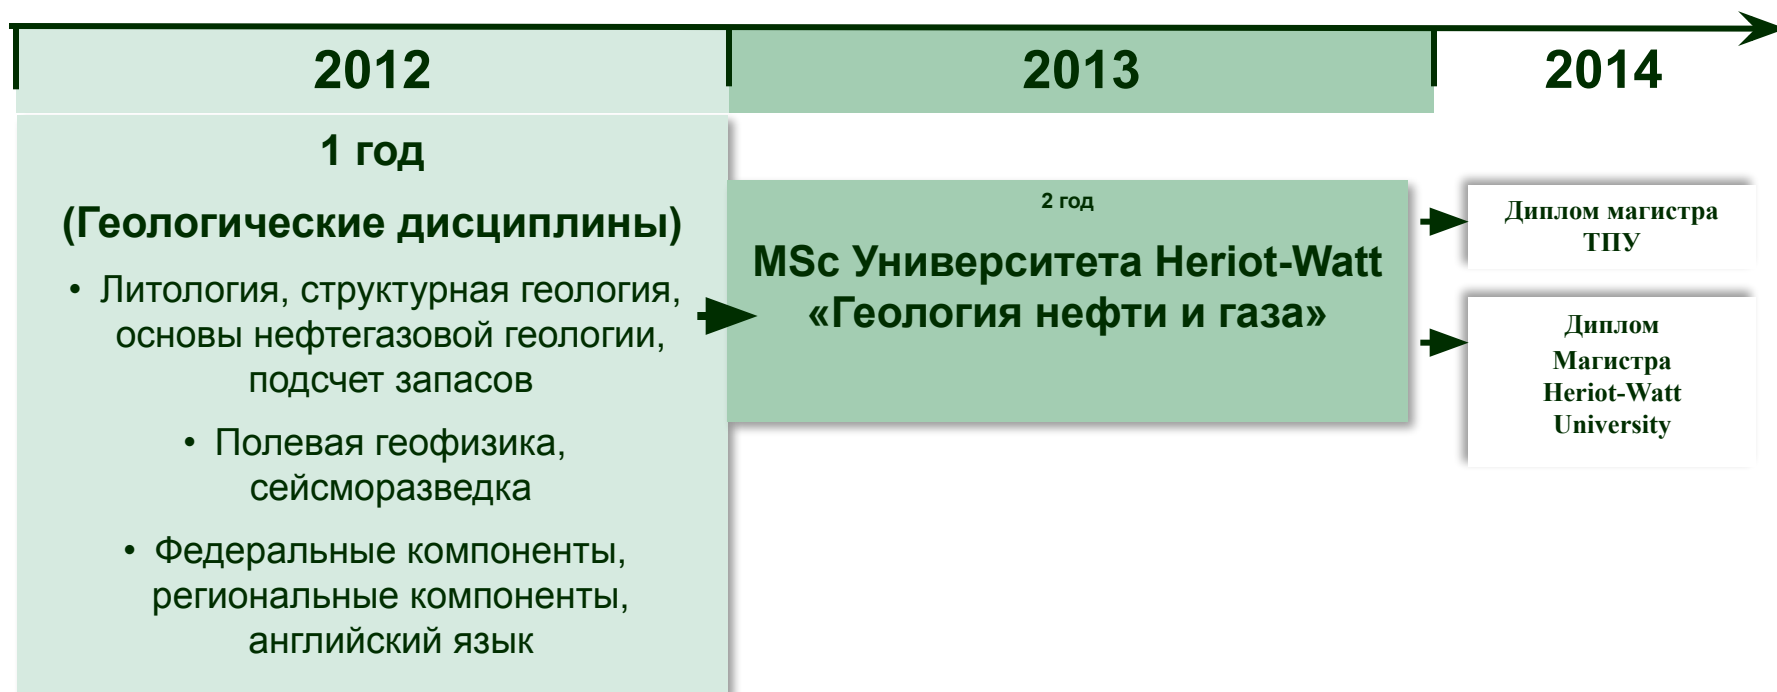 2012
2013
2014
1 год
(Геологические дисциплины)
• Литология, структурная геология,
основы нефтегазовой геологии,
подсчет запасов
• Полевая геофизика,
сейсморазведка
• Федеральные компоненты,
региональные компоненты,
английский язык
2 год
MSc Университета Heriot-Watt
«Геология нефти и газа»
Диплом магистра
ТПУ
Диплом
Магистра
Heriot-Watt
University